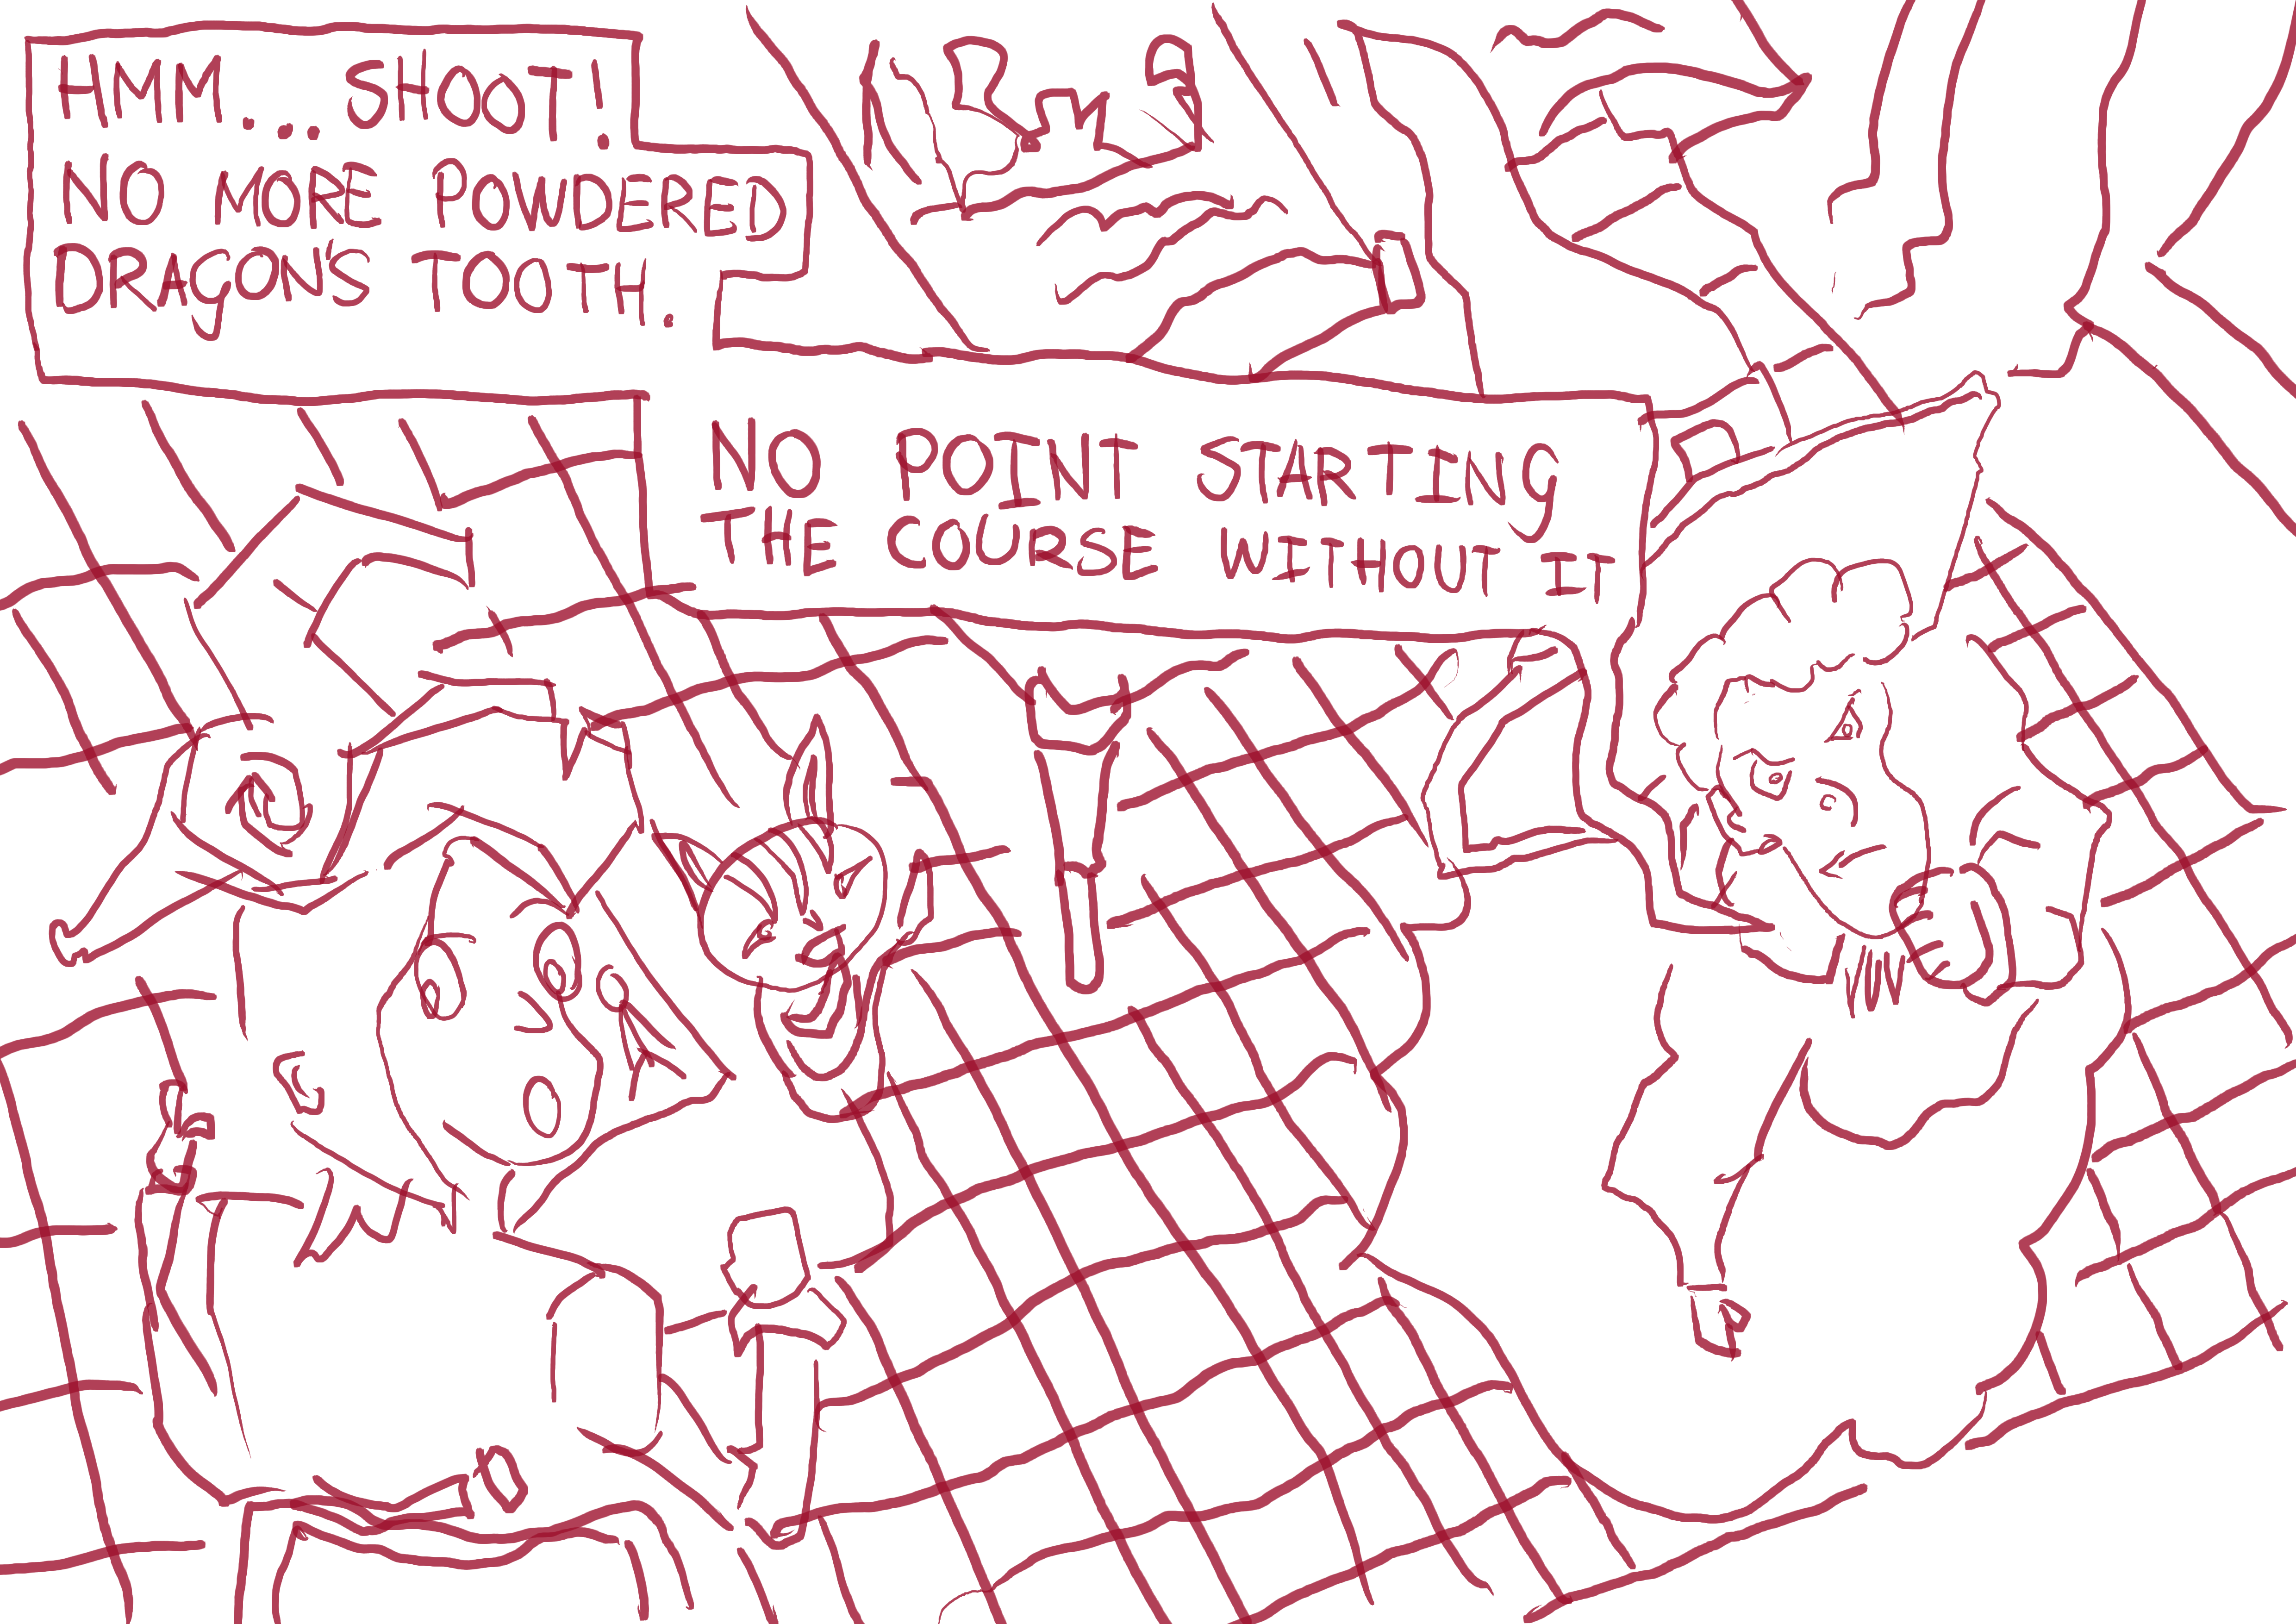 HMM... SHOOT!
NO MORE POWDERED
DRAGON'S TOOTH.
NO POINT STARTING
THE COURSE WITHOUT IT